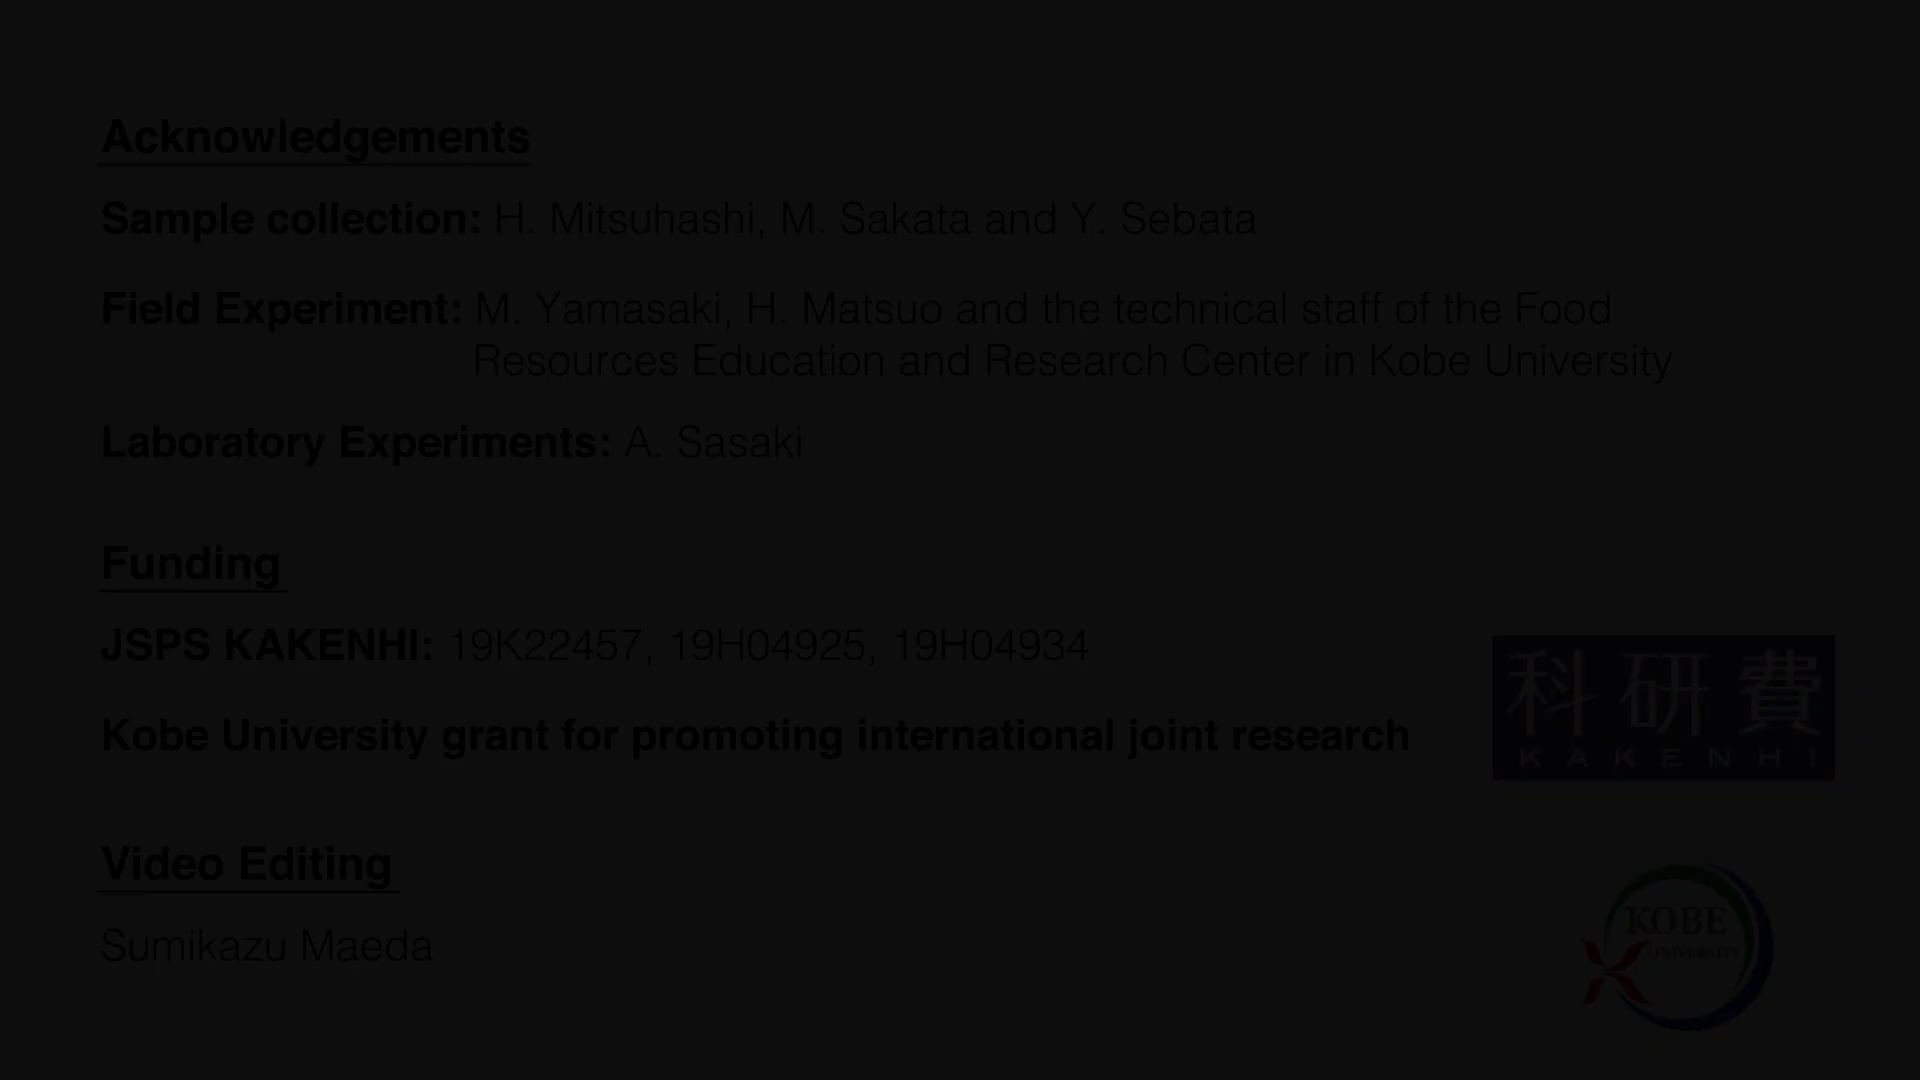 Acknowledgements
Sample collection: H. Mitsuhashi, M. Sakata and Y. Sebata
Field Experiment: M. Yamasaki, H. Matsuo and the technical staff of the Food
Resources Education and Research Center in Kobe University
Laboratory Experiments: A. Sasaki
Funding
JSPS KAKENHI: 19K22457, 19H04925, 19H04934
Kobe University grant for promoting international joint research
科研費
KAKENHI
Video Editing
Sumikazu Maeda
KOBE
UNIVERSITY